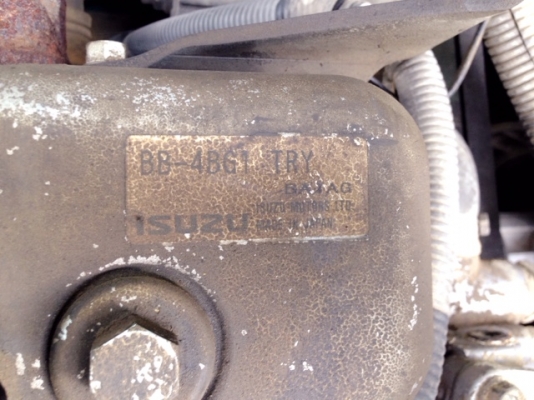 BB-4BG1 TRY
ISUZU MOTORS LTD.
ISUZU MADE IN JAPAN